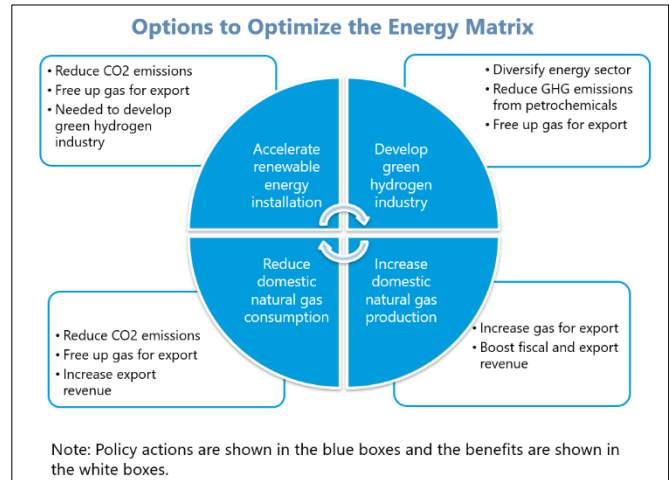 Options to Optimize the Energy Matrix
• Reduce CO2 emissions
• Free up gas for export
• Needed to develop
green hydrogen
industry
• Diversify energy sector
• Reduce GHG emissions
from petrochemicals
• Free up gas for export
Accelerate
renewable
energy
installation
Develop
green
hydrogen
industry
Reduce
domestic
natural gas
consumption
Increase
domestic
natural gas
production
• Reduce CO2 emissions
• Free up gas for export
• Increase export
revenue
• Increase gas for export
• Boost fiscal and export
revenue
Note: Policy actions are shown in the blue boxes and the benefits are shown in
the white boxes.